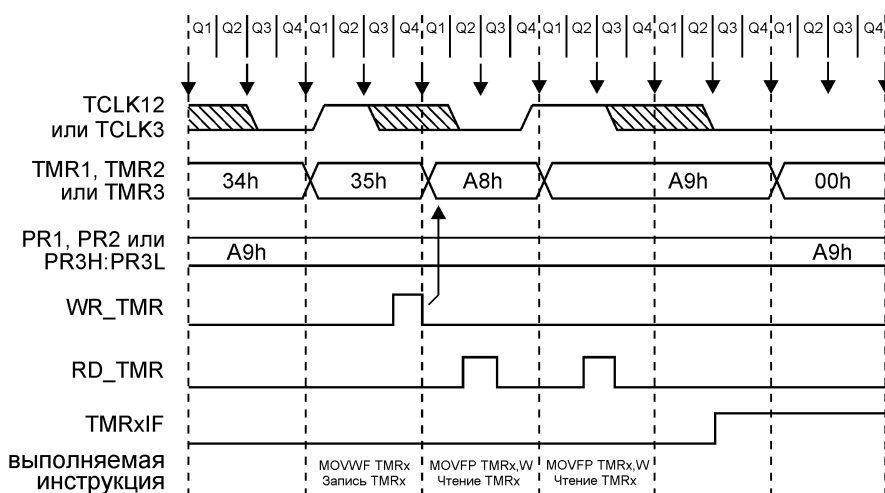 Q1 Q2 Q3 Q4 Q1 Q2 Q3 Q4 Q1 Q2 Q3 Q4 Q1 Q2 Q3 Q4 Q1 Q2 Q3 Q4 Q1 Q2 Q3 Q4
TCLK12
или TCLK3
TMR1, TMR2
или TMR3
34h 35h A8h A9h 00h
PR1, PR2 или
PR3H:PR3L
A9h A9h
WR_TMR
RD_TMR
TMRxIF
выполняемая
инструкция
MOVWF TMRx
Запись TMRx
MOVFP TMRx,W
Чтение TMRx
MOVFP TMRx,W
Чтение TMRx